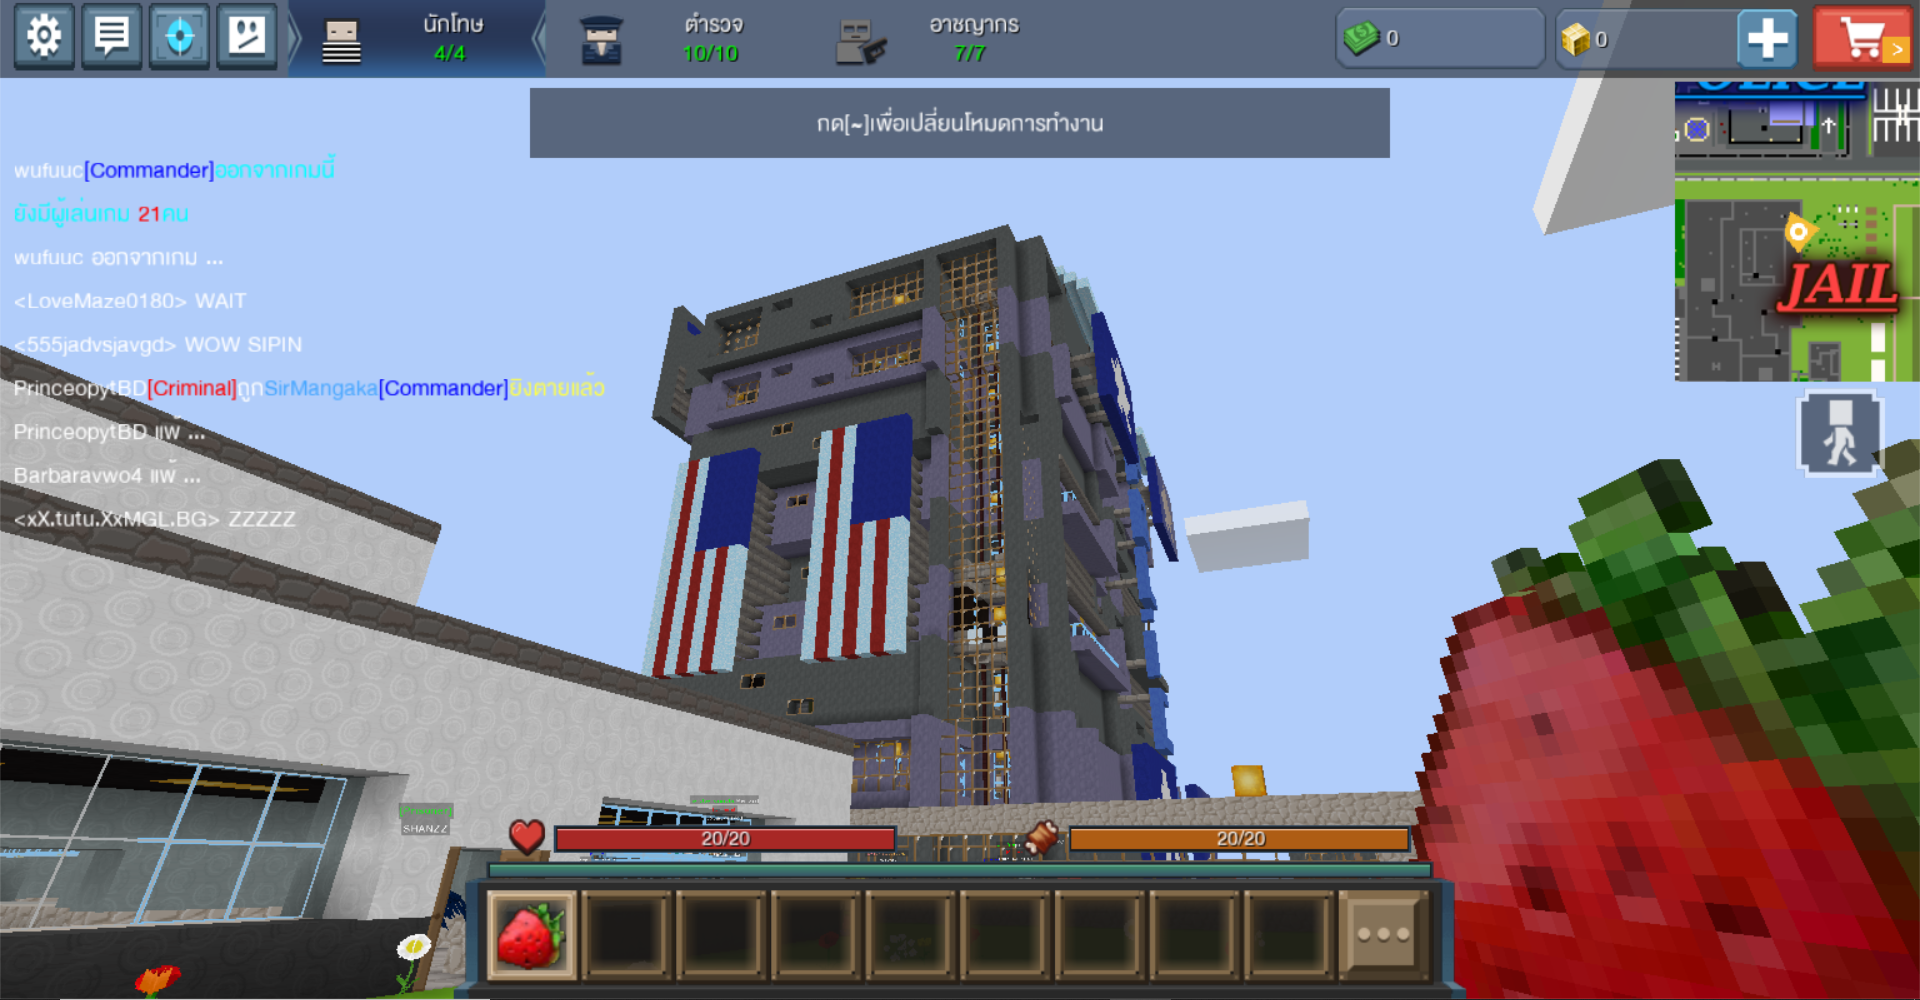 นักโทษ
4/4
ตำรวจ
10/10
อาชญากร
7/7
0
0
กด[~]เพื่อเปลี่ยนโหมดการทำงาน
wufuuc[Commander]ออกจากเกมนี้
ยังมีผู้เล่นเกม 21คน
wufuuc ออกจากเกม ...
<LoveMaze0180> WAIT
<555jadvsjavgd> WOW SIPIN
PrinceopytBD[Criminal]ถูกSirMangaka[Commander]ยิงตายแล้ว
PrinceopytBD แพ้ ...
Barbaravwo4 แพ้ ...
<xX.tutu.XxMGL.BG> ZZZZZ
JAIL
SHANZZ
20/20
20/20